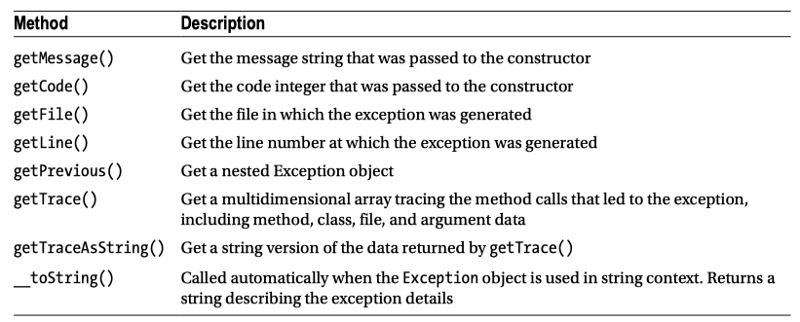 Method Description
getMessage() Get the message string that was passed to the constructor
getCode() Get the code integer that was passed to the constructor
getFile() Get the file in which the exception was generated
getLine() Get the line number at which the exception was generated
getPrevious() Get a nested Exception object
getTrace() Get a multidimensional array tracing the method calls that led to the exception,
including method, class, file, and argument data
getTraceAsString() Get a string version of the data returned by getTrace()
__toString() Called automatically when the Exception object is used in string context. Returns a
string describing the exception details